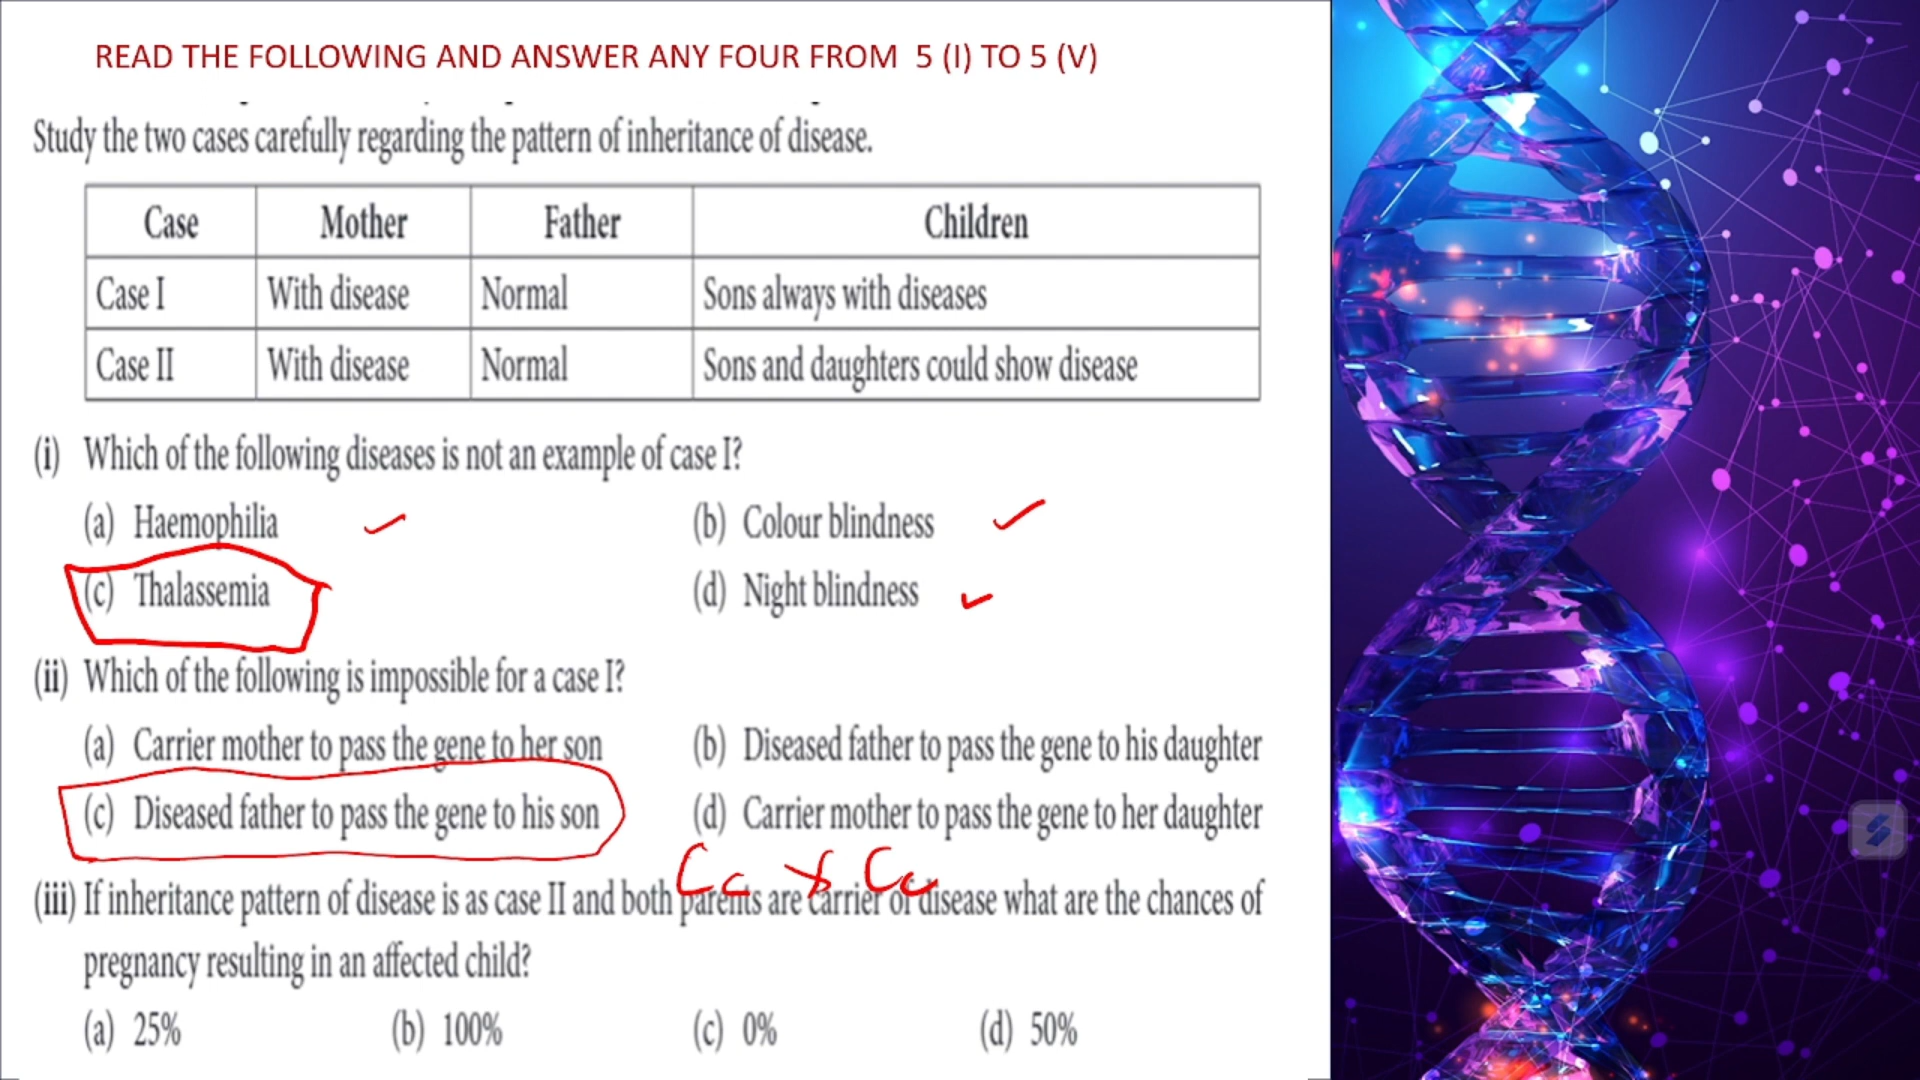 READ THE FOLLOWING AND ANSWER ANY FOUR FROM 5 (I) TO 5 (V)
Study the two cases carefully regarding the pattern of inheritance of disease.
Case Mother Father Children
Case I With disease Normal Sons always with diseases
Case II With disease Normal Sons and daughters could show disease
(i) Which of the following diseases is not an example of case I?
(a) Haemophilia (b) Colour blindness
(c) Thalassemia (d) Night blindness
(ii) Which of the following is impossible for a case I?
(a) Carrier mother to pass the gene to her son (b) Diseased father to pass the gene to his daughter
(c) Diseased father to pass the gene to his son (d) Carrier mother to pass the gene to her daughter
Cc x Cc
(iii) If inheritance pattern of disease is as case II and both parents are carrier of disease what are the chances of
pregnancy resulting in an affected child?
(a) 25% (b) 100% (c) 0% (d) 50%